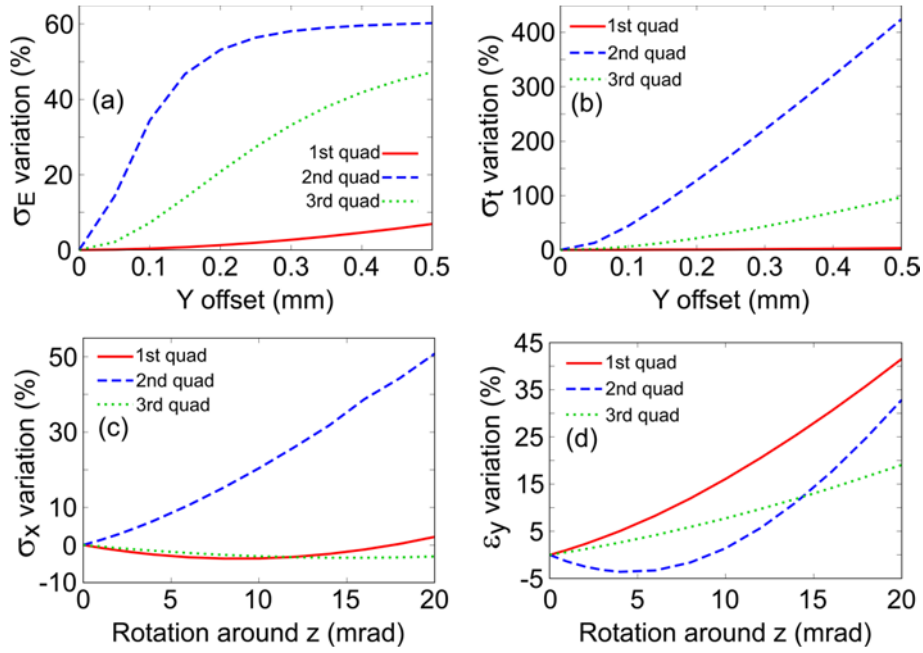 60
40
20
0
σE variation (%)
(a)
1st quad
2nd quad
3rd quad
0 0.1 0.2 0.3 0.4 0.5
Y offset (mm)
400
300
200
100
0
σt variation (%)
1st quad
2nd quad
3rd quad
(b)
0 0.1 0.2 0.3 0.4 0.5
Y offset (mm)
50
30
10
0
-10
σx variation (%)
1st quad
2nd quad
3rd quad
(c)
0 5 10 15 20
Rotation around z (mrad)
45
35
25
15
5
-5
εy variation (%)
1st quad
2nd quad
3rd quad
(d)
0 5 10 15 20
Rotation around z (mrad)